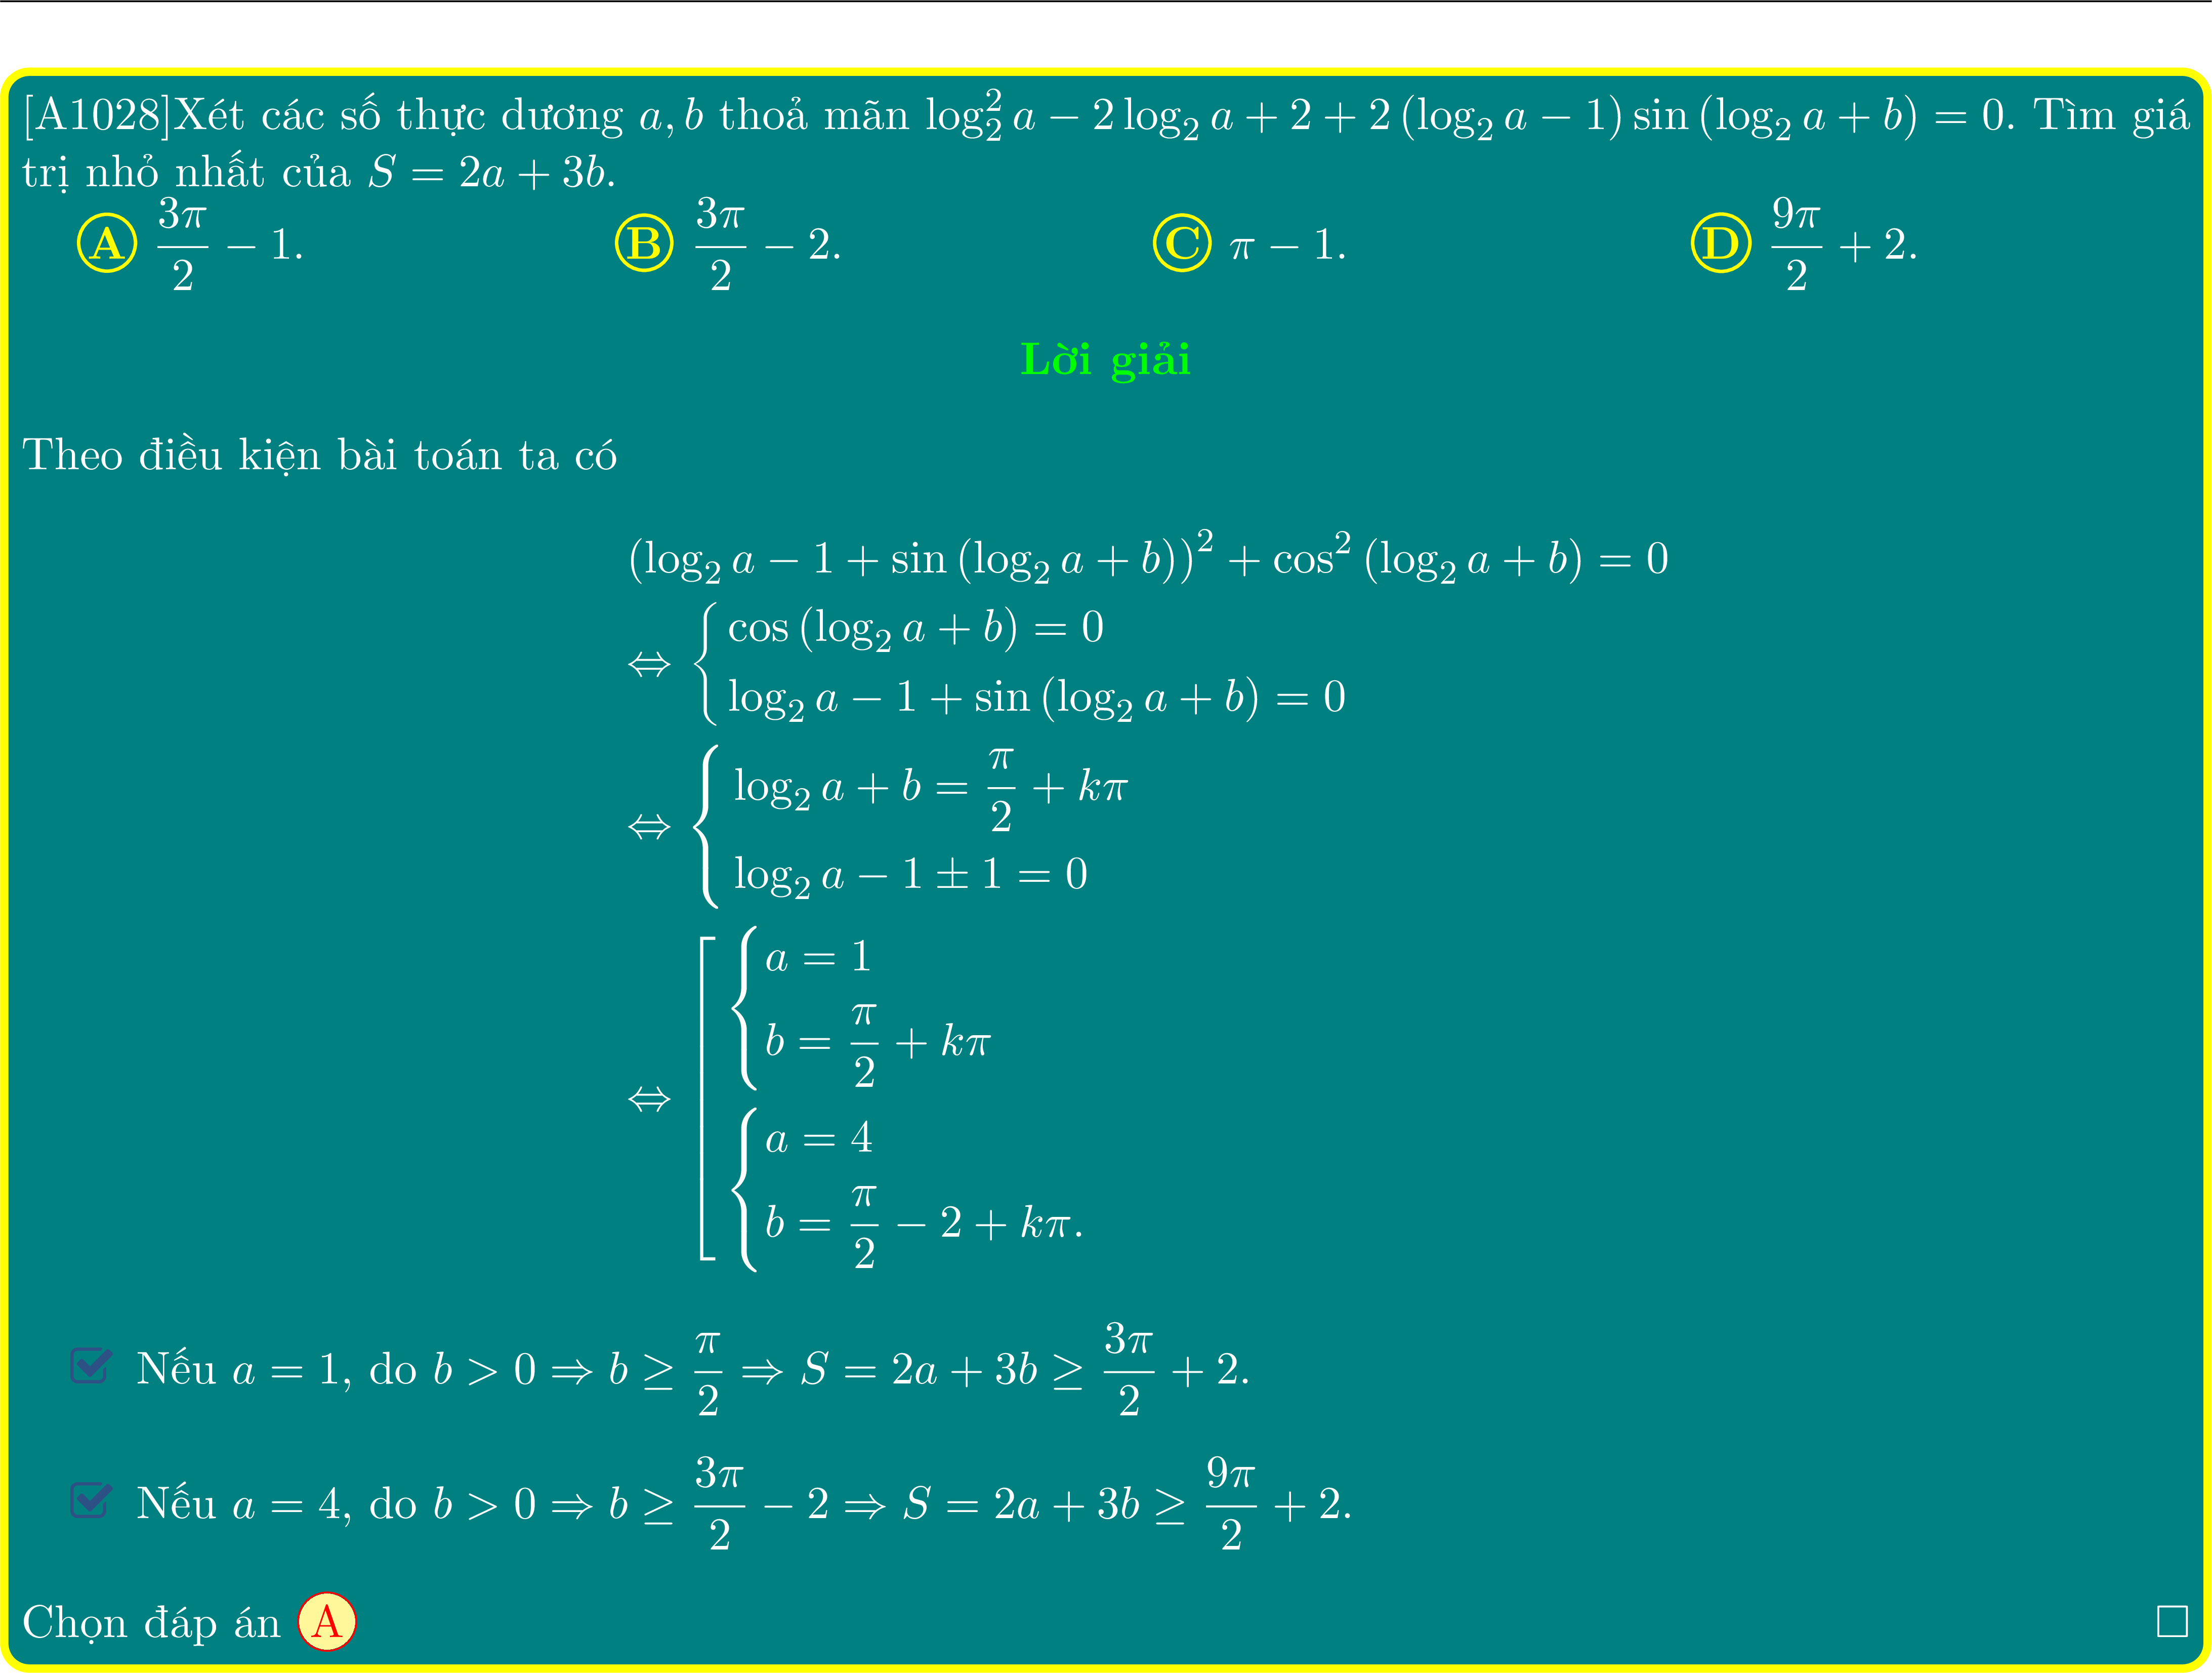 [A1028]Xét các số thực dương $a, b$ thoả mãn $\log_2^2 a - 2\log_2 a + 2 + 2(\log_2 a - 1)\sin(\log_2 a + b) = 0$. Tìm giá
trị nhỏ nhất của $S = 2a + 3b$.
A $\frac{3\pi}{2} - 1$. B $\frac{3\pi}{2} - 2$. C $\pi - 1$. D $\frac{9\pi}{2} + 2$.
Lời giải
Theo điều kiện bài toán ta có
$(\log_2 a - 1 + \sin(\log_2 a + b))^2 + \cos^2(\log_2 a + b) = 0$
$\Leftrightarrow \begin{cases} \cos(\log_2 a + b) = 0 \\ \log_2 a - 1 + \sin(\log_2 a + b) = 0 \end{cases}$
$\Leftrightarrow \begin{cases} \log_2 a + b = \frac{\pi}{2} + k\pi \\ \log_2 a - 1 \pm 1 = 0 \end{cases}$
$\Leftrightarrow \left[ \begin{array}{l} \begin{cases} a = 1 \\ b = \frac{\pi}{2} + k\pi \end{cases} \\ \begin{cases} a = 4 \\ b = \frac{\pi}{2} - 2 + k\pi. \end{cases} \end{array} \right.$
Nếu $a = 1$, do $b > 0 \Rightarrow b \geq \frac{\pi}{2} \Rightarrow S = 2a + 3b \geq \frac{3\pi}{2} + 2$.
Nếu $a = 4$, do $b > 0 \Rightarrow b \geq \frac{3\pi}{2} - 2 \Rightarrow S = 2a + 3b \geq \frac{9\pi}{2} + 2$.
Chọn đáp án A □